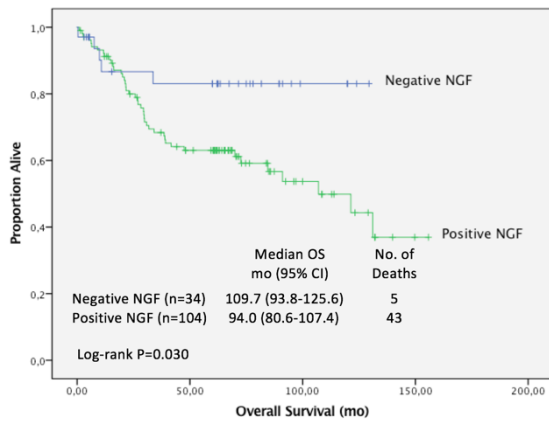 1,0
0,8
0,6
0,4
0,2
0,0
Proportion Alive
Negative NGF
Positive NGF
Median OS No. of
mo (95% CI) Deaths
Negative NGF (n=34) 109.7 (93.8-125.6) 5
Positive NGF (n=104) 94.0 (80.6-107.4) 43
Log-rank P=0.030
0,00 50,00 100,00 150,00 200,00
Overall Survival (mo)